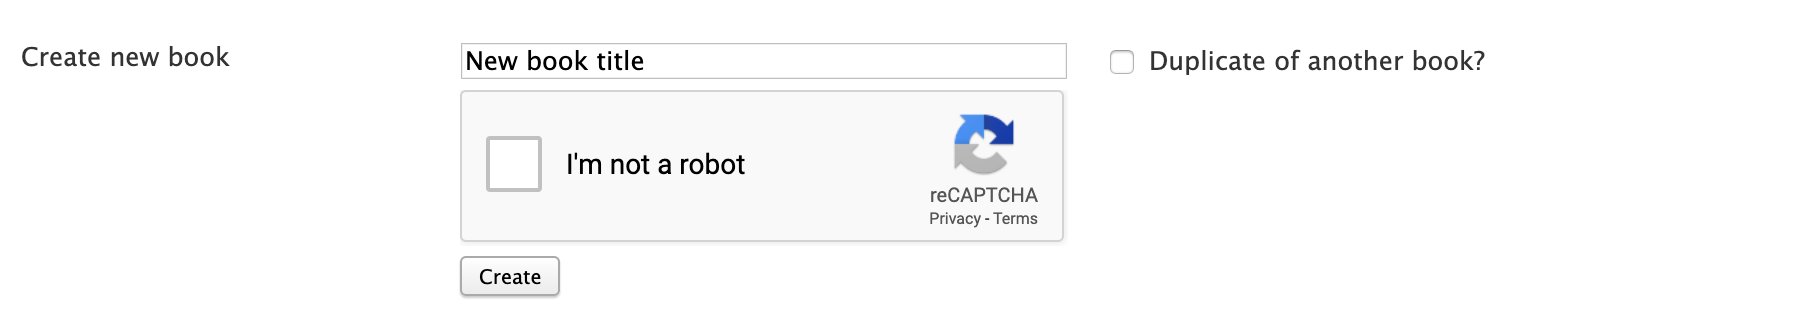 Create new book
New book title
Duplicate of another book?
I'm not a robot
reCAPTCHA
Privacy - Terms
Create